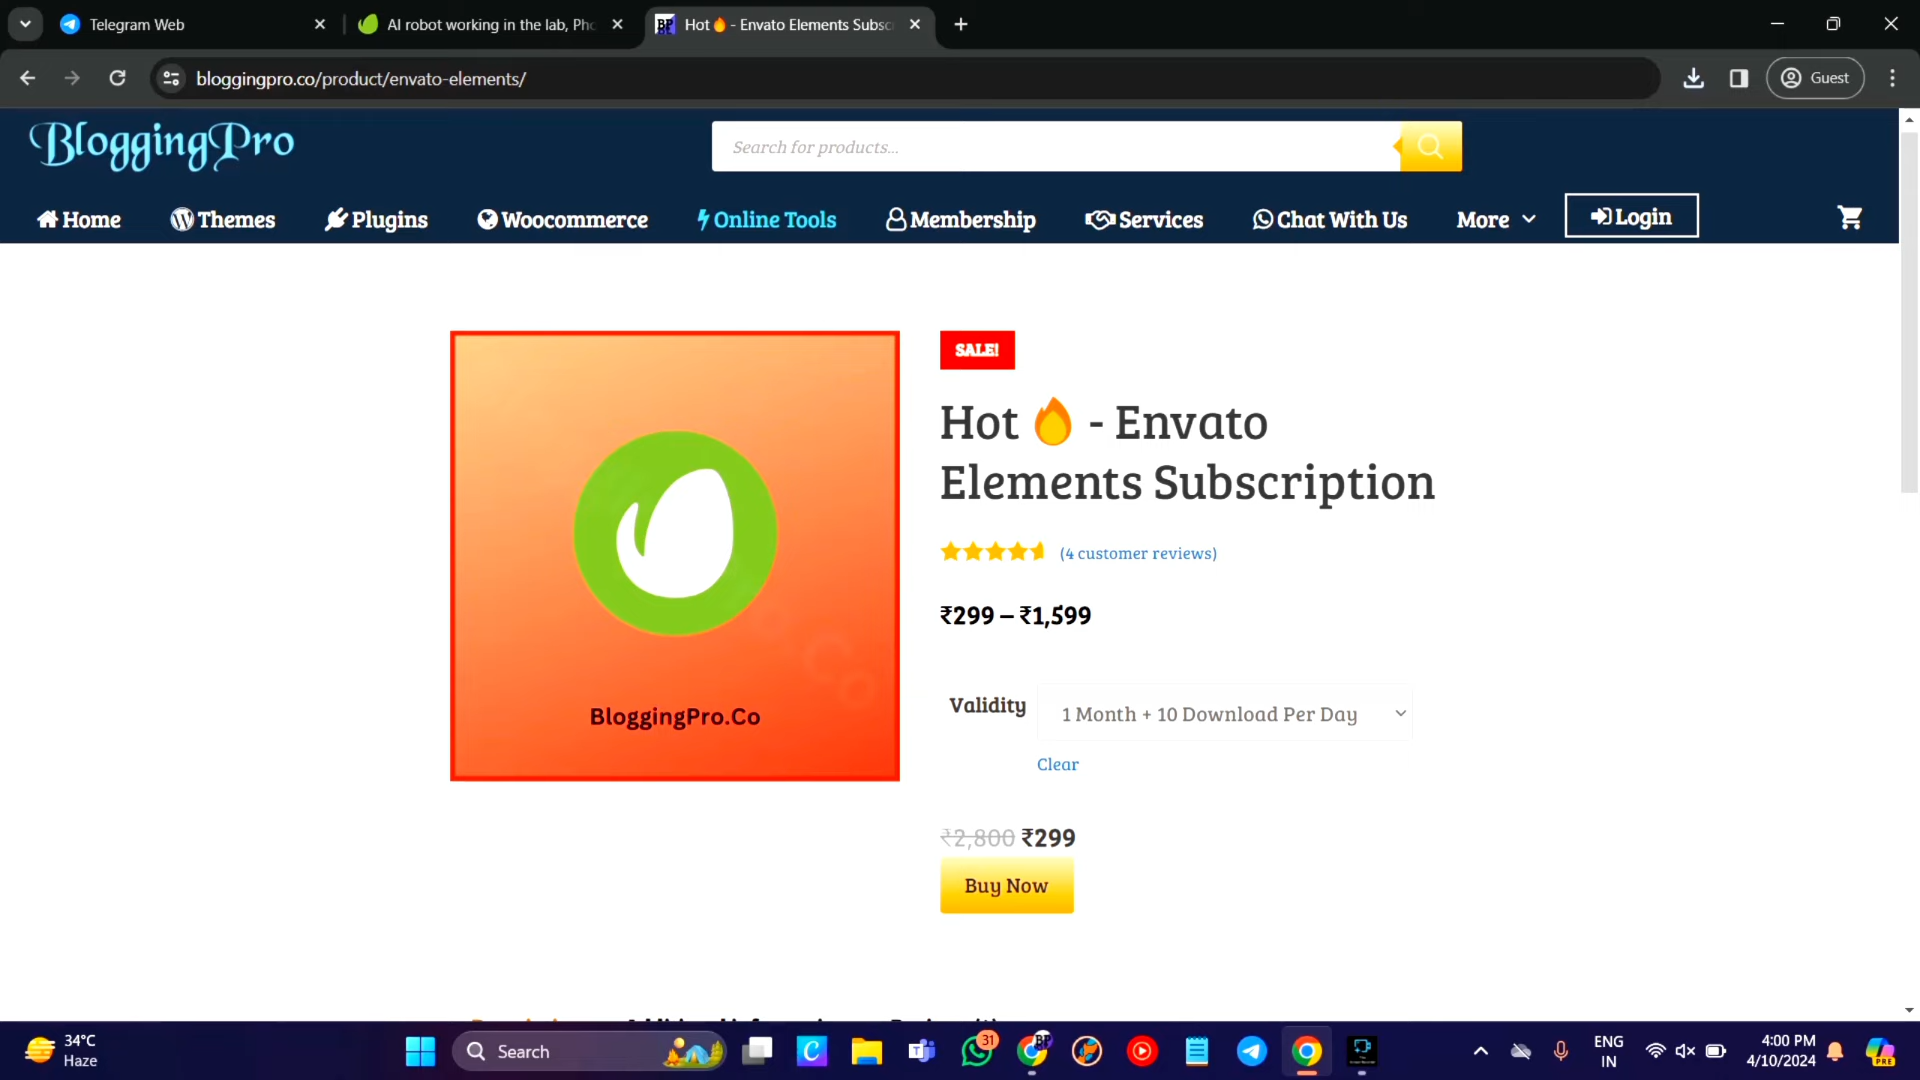 Telegram Web
AI robot working in the lab, Pho
Hot🔥 - Envato Elements Subsc
bloggingpro.co/product/envato-elements/
Guest
BloggingPro
Search for products...
Home
Themes
Plugins
Woocommerce
Online Tools
Membership
Services
Chat With Us
More
Login
SALE!
Hot 🔥 - Envato
Elements Subscription
(4 customer reviews)
₹299 – ₹1,599
BloggingPro.Co
Validity
1 Month + 10 Download Per Day
Clear
₹2,800 ₹299
Buy Now
34°C
Haze
Search
31
ENG
IN
4:00 PM
4/10/2024
PRE